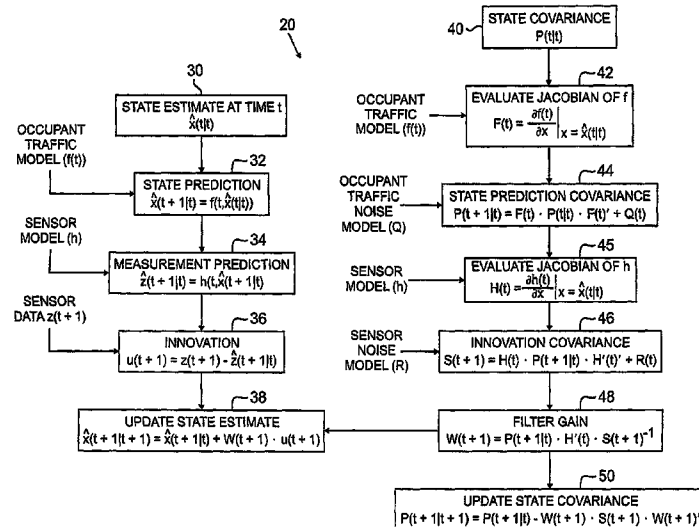 20
30
STATE ESTIMATE AT TIME t
x̂(t|t)
OCCUPANT
TRAFFIC
MODEL (f(t))
32
STATE PREDICTION
x̂(t + 1|t) = f(t,x̂(t|t))
SENSOR
MODEL (h)
34
MEASUREMENT PREDICTION
ẑ(t + 1|t) = h(t,x̂(t + 1|t)
SENSOR
DATA z(t + 1)
36
INNOVATION
u(t + 1) = z(t + 1) - ẑ(t + 1|t)
38
UPDATE STATE ESTIMATE
x̂(t + 1|t + 1) = x̂(t + 1|t) + W(t + 1) · u(t + 1)
40
STATE COVARIANCE
P(t|t)
42
OCCUPANT
TRAFFIC
MODEL (f(t))
EVALUATE JACOBIAN OF f
F(t) = ∂f(t)/∂x | x = x̂(t|t)
44
OCCUPANT
TRAFFIC
NOISE
MODEL (Q)
STATE PREDICTION COVARIANCE
P(t + 1|t) = F(t) · P(t|t) · F(t)' + Q(t)
45
SENSOR
MODEL (h)
EVALUATE JACOBIAN OF h
H(t) = ∂h(t)/∂x | x = x̂(t|t)
46
SENSOR
NOISE
MODEL (R)
INNOVATION COVARIANCE
S(t + 1) = H(t) · P(t + 1|t) · H'(t)' + R(t)
48
FILTER GAIN
W(t + 1) = P(t + 1|t) · H'(t) · S(t + 1)⁻¹
50
UPDATE STATE COVARIANCE
P(t + 1|t + 1) = P(t + 1|t) - W(t + 1) · S(t + 1) · W(t + 1)'